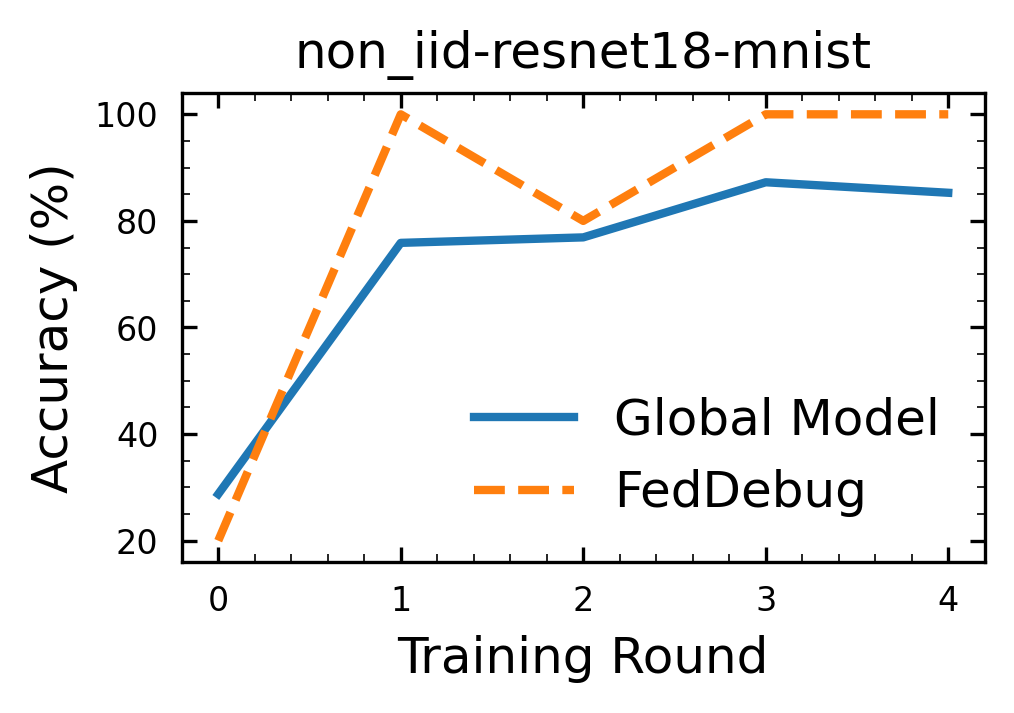 non_iid-resnet18-mnist
Accuracy (%)
100
80
60
40
20
Global Model
FedDebug
0 1 2 3 4
Training Round